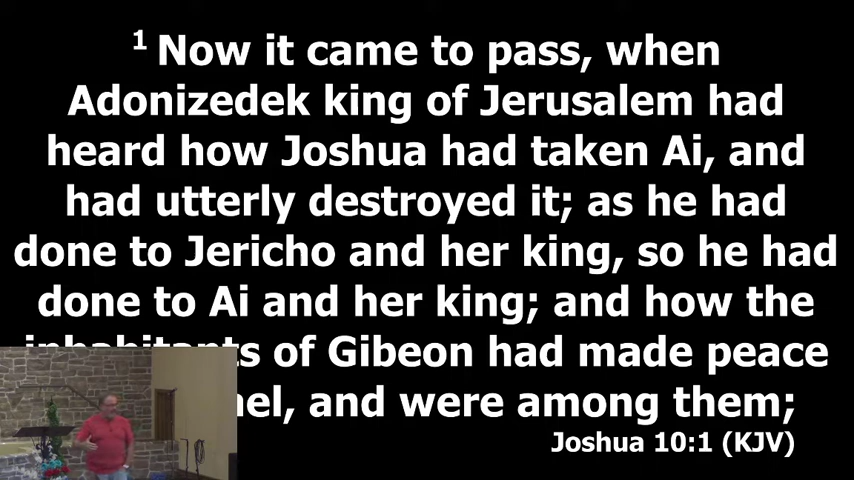 1 Now it came to pass, when
Adonizedek king of Jerusalem had
heard how Joshua had taken Ai, and
had utterly destroyed it; as he had
done to Jericho and her king, so he had
done to Ai and her king; and how the
inhabitants of Gibeon had made peace
and were among them;
Joshua 10:1 (KJV)